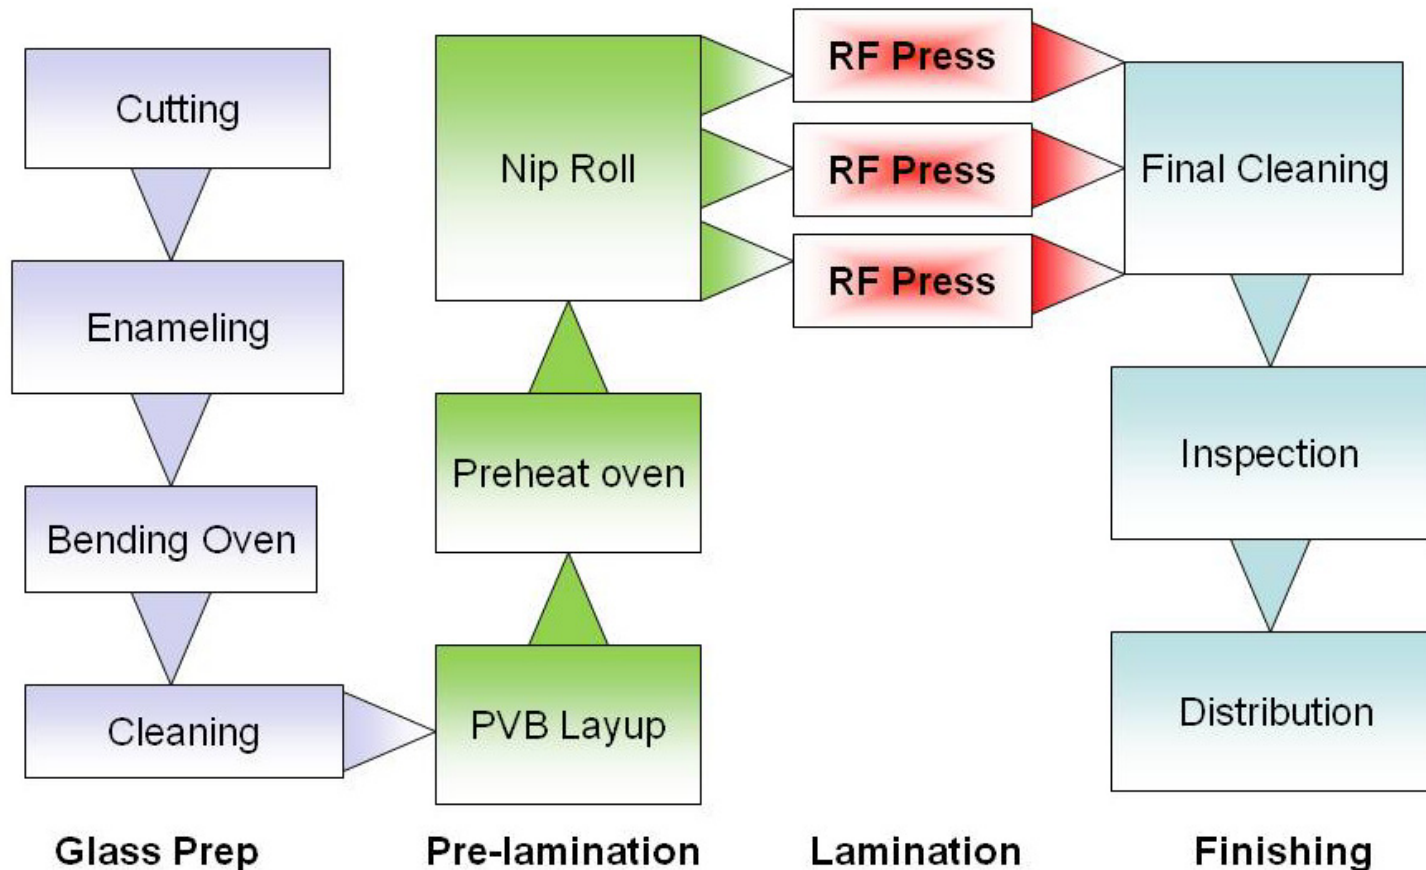 Cutting
Enameling
Bending Oven
Cleaning
Glass Prep
Nip Roll
Preheat oven
PVB Layup
Pre-lamination
RF Press
RF Press
RF Press
Lamination
Final Cleaning
Inspection
Distribution
Finishing